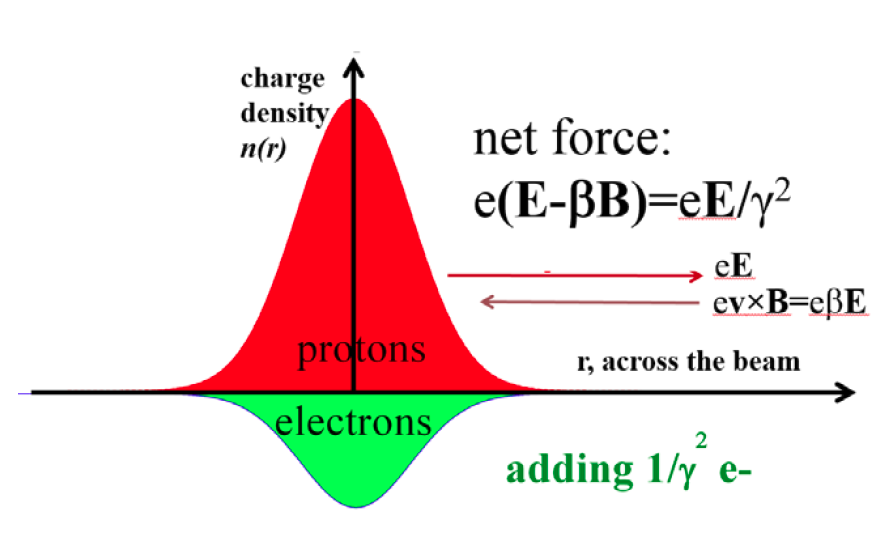 charge
density
n(r)
net force:
e(E-βB)=eE/γ²
eE
ev×B=eβE
protons
r, across the beam
electrons
adding 1/γ² e-